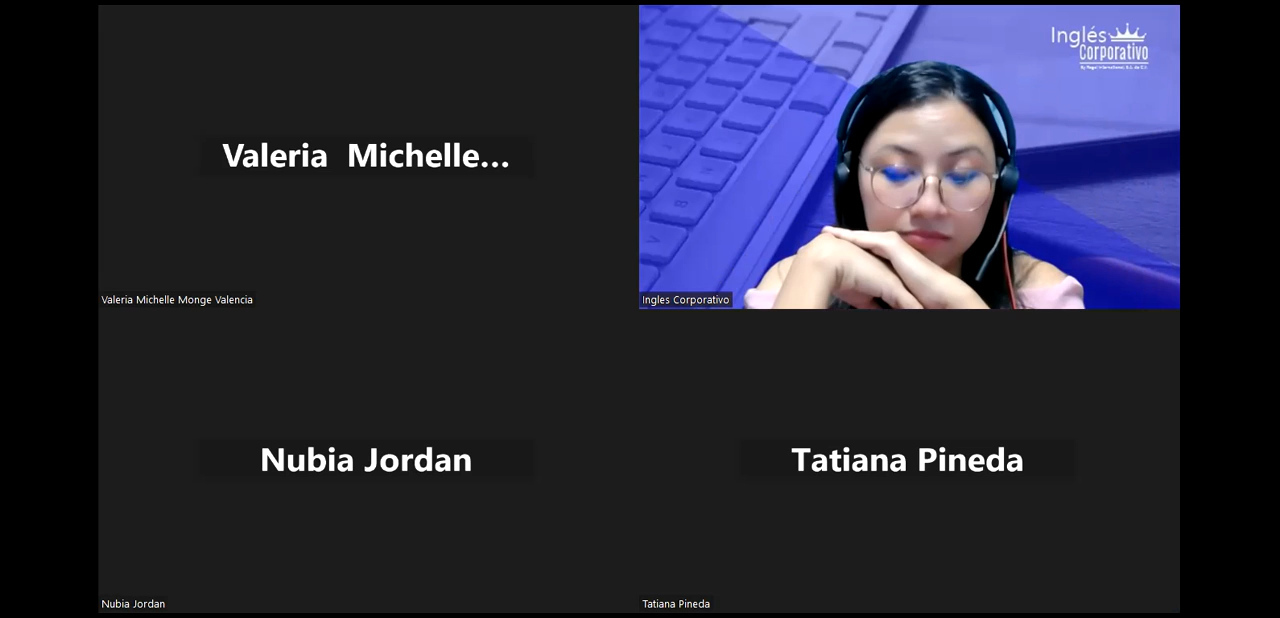 Valeria  Michelle...
Valeria Michelle Monge Valencia
Inglés
Corporativo
Ingles Corporativo
Nubia Jordan
Nubia Jordan
Tatiana Pineda
Tatiana Pineda